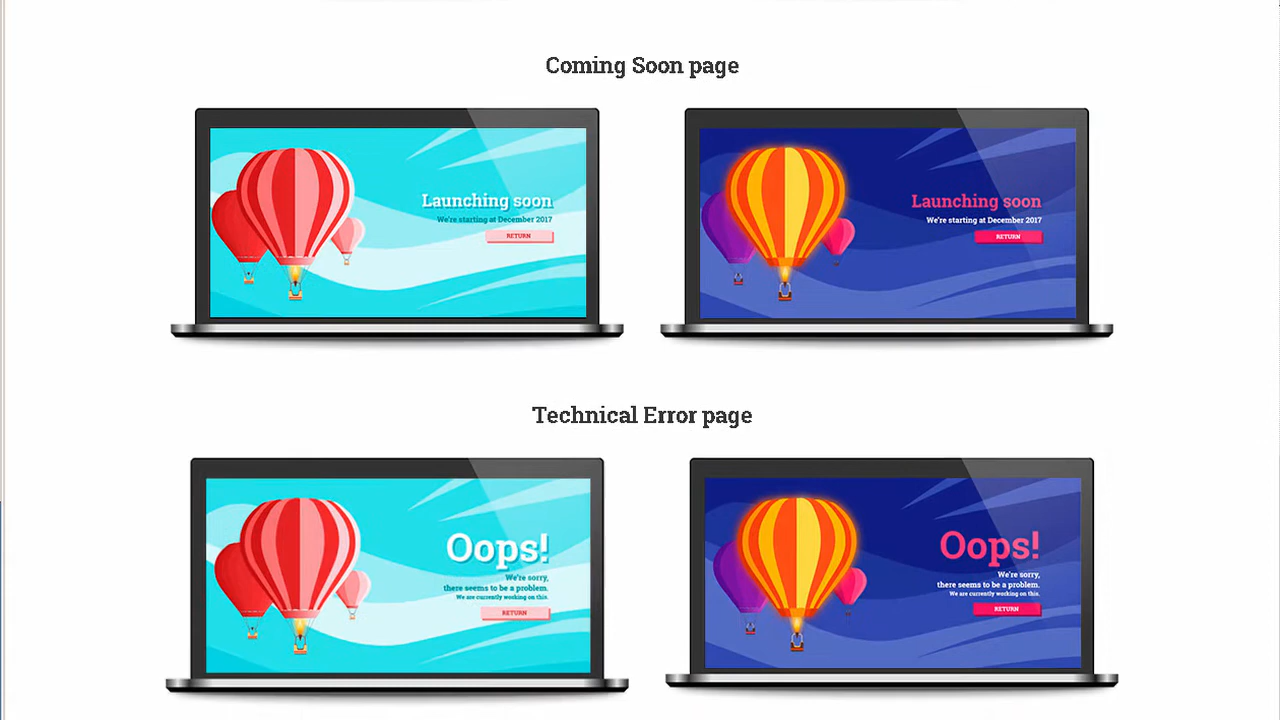 Coming Soon page
Launching soon
We're starting at December 2017
RETURN
Launching soon
We're starting at December 2017
RETURN
Technical Error page
Oops!
We're sorry,
there seems to be a problem.
We are currently working on this.
RETURN
Oops!
We're sorry,
there seems to be a problem.
We are currently working on this.
RETURN